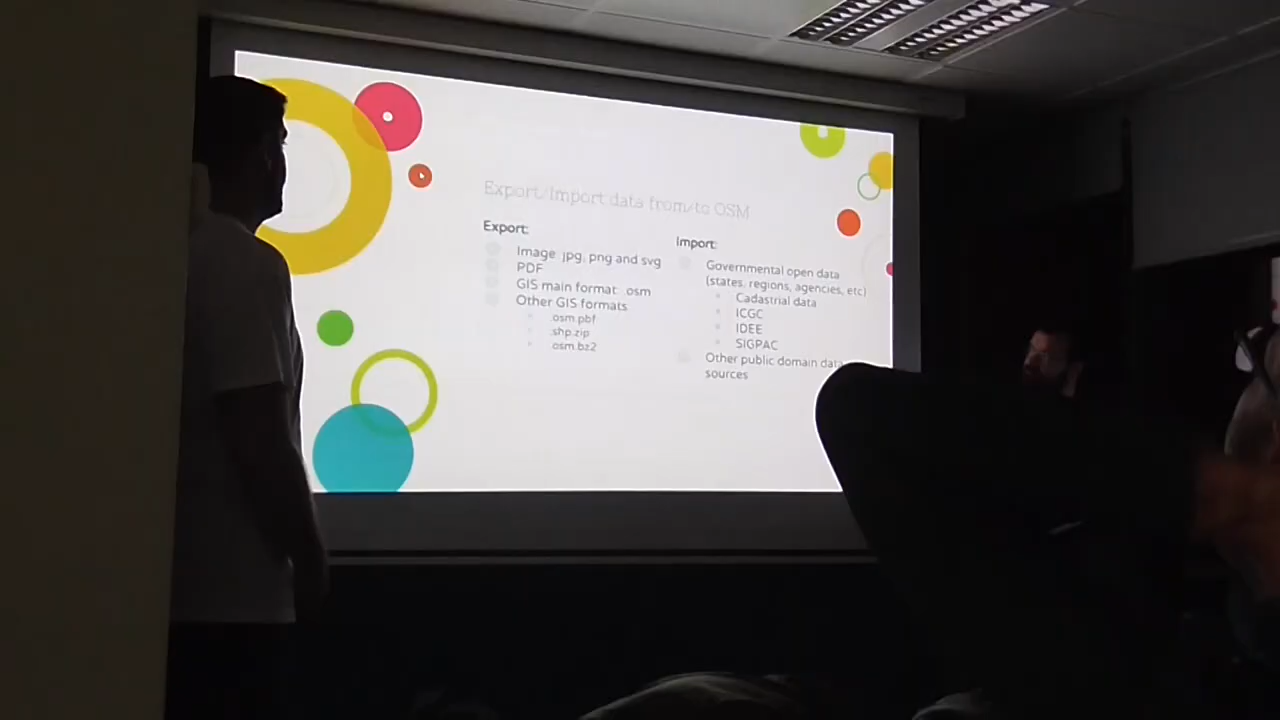 Export/Import data from/to OSM
Export:
Image .jpg, png and svg
PDF
GIS main format: .osm
Other GIS formats
.osm.pbf
.shp.zip
osm.bz2
Import:
Governmental open data
(states, regions, agencies, etc)
Cadastrial data
ICGC
IDEE
SIGPAC
Other public domain data
sources